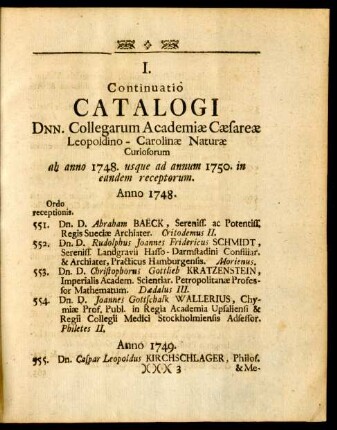 I.
Continuatio
CATALOGI
DNN. Collegarum Academiæ Cæsareæ
Leopoldino - Carolinæ Naturæ
Curiosorum
ab anno 1748. usque ad annum 1750. in
eandem receptorum.
Anno 1748.
Ordo
receptionis.
551. Dn. D. Abraham BAECK, Sereniss. ac Potentiss.
Regis Sueciæ Archiater. Critodemus II.
552. Dn. D. Rudolphus Joannes Fridericus SCHMIDT,
Sereniss. Landgravii Hasso-Darmstadini Consiliar.
& Archiater, Practicus Hamburgensis. Morienus,
553. Dn. D. Christophorus Gottlieb KRATZENSTEIN,
Imperialis Academ. Scientiar. Petropolitanæ Profes-
sor Mathematum. Dædalus III.
554. Dn. D. Joannes Gottschalk WALLERIUS, Chy-
miæ Prof. Publ. in Regia Academia Upsaliensi &
Regii Collegii Medici Stockholmiensis Adsessor.
Philetes II.
Anno 1749.
555. Dn. Caspar Leopoldus KIRCHSCHLAGER, Philos.
XXX 3 & Me-